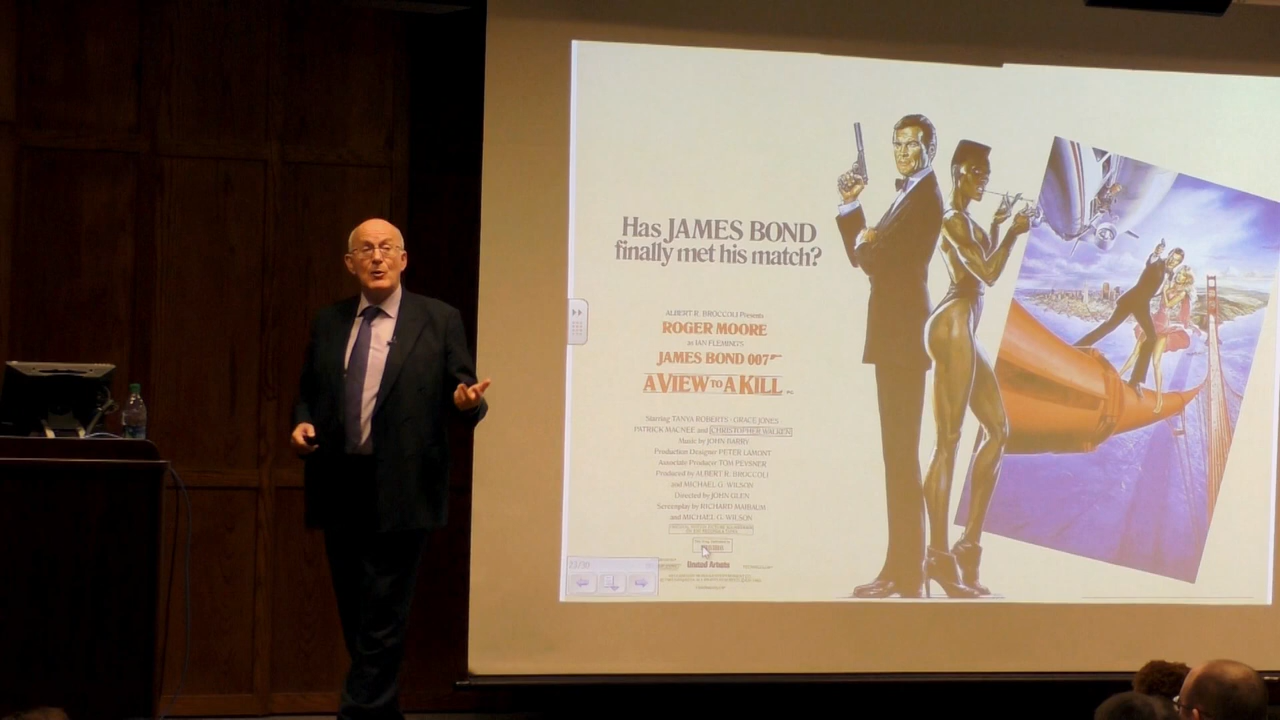 Has JAMES BOND
finally met his match?
ALBERT R. BROCCOLI Presents
ROGER MOORE
as IAN FLEMING'S
JAMES BOND 007
A VIEW TO A KILL
Starring TANYA ROBERTS · GRACE JONES
PATRICK MACNEE and CHRISTOPHER WALKEN
Music by JOHN BARRY
Production Designer PETER LAMONT
Associate Producer TOM PEVSNER
Produced by ALBERT R. BROCCOLI
and MICHAEL G. WILSON
Directed by JOHN GLEN
Screenplay by RICHARD MAIBAUM
and MICHAEL G. WILSON
United Artists